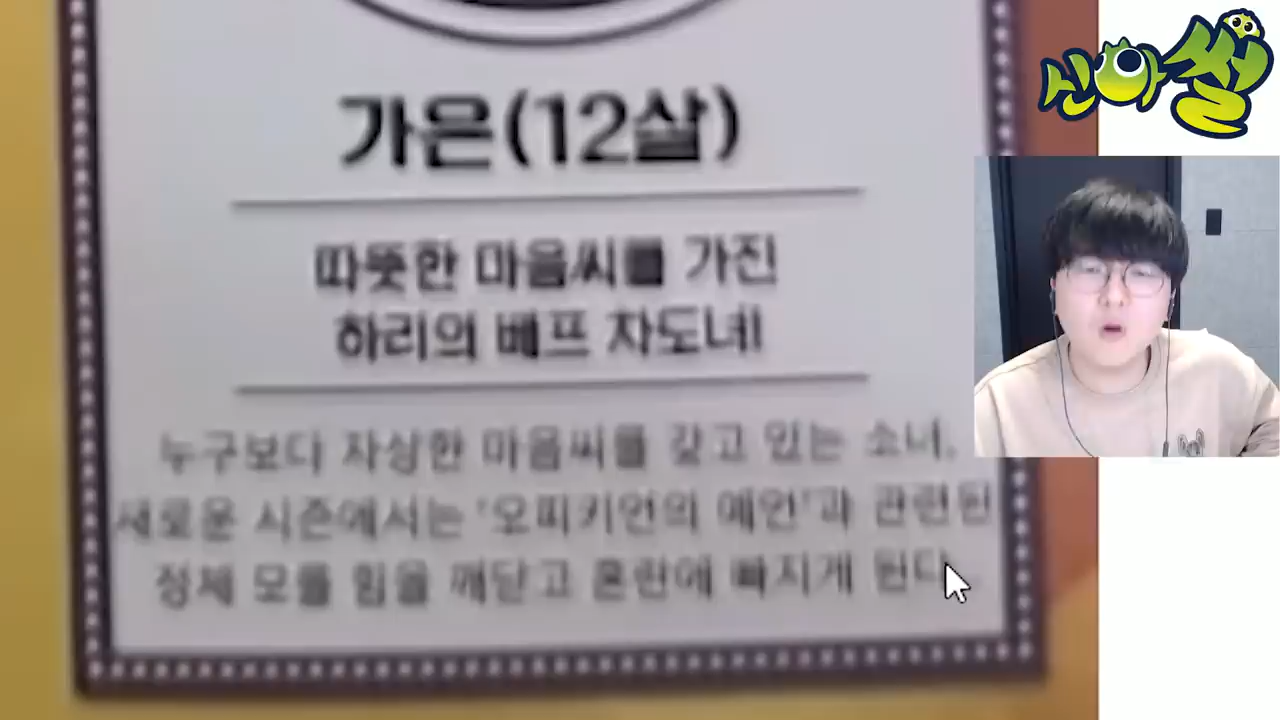 신아썰
가은(12살)
따뜻한 마음씨를 가진
하리의 베프 차도녀!
누구보다 자상한 마음씨를 갖고 있는 소녀.
새로운 시즌에서는 '오피키언의 예언'과 관련된
정체 모를 힘을 깨닫고 혼란에 빠지게 된다